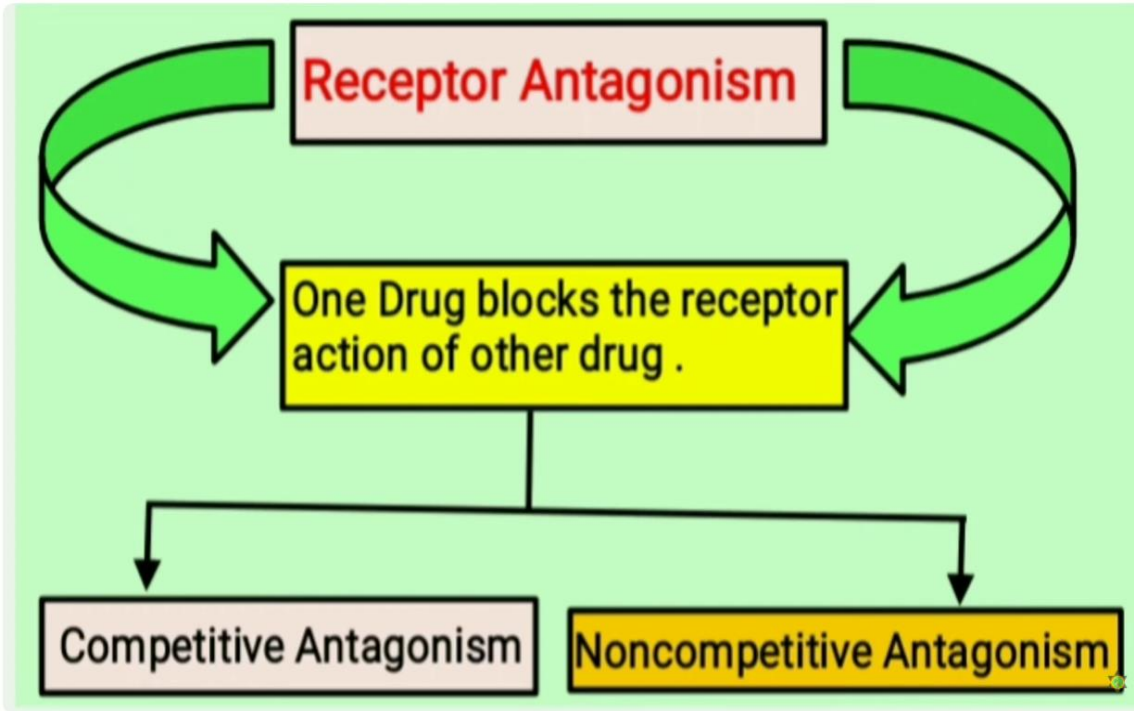 Receptor Antagonism
One Drug blocks the receptor
action of other drug .
Competitive Antagonism
Noncompetitive Antagonism